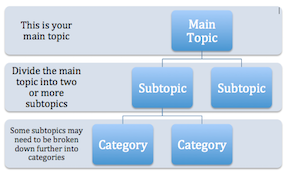 This is your
main topic
Main
Topic
Divide the main
topic into two
or more
subtopics
Subtopic
Subtopic
Some subtopics may
need to be broken
down further into
categories
Category
Category